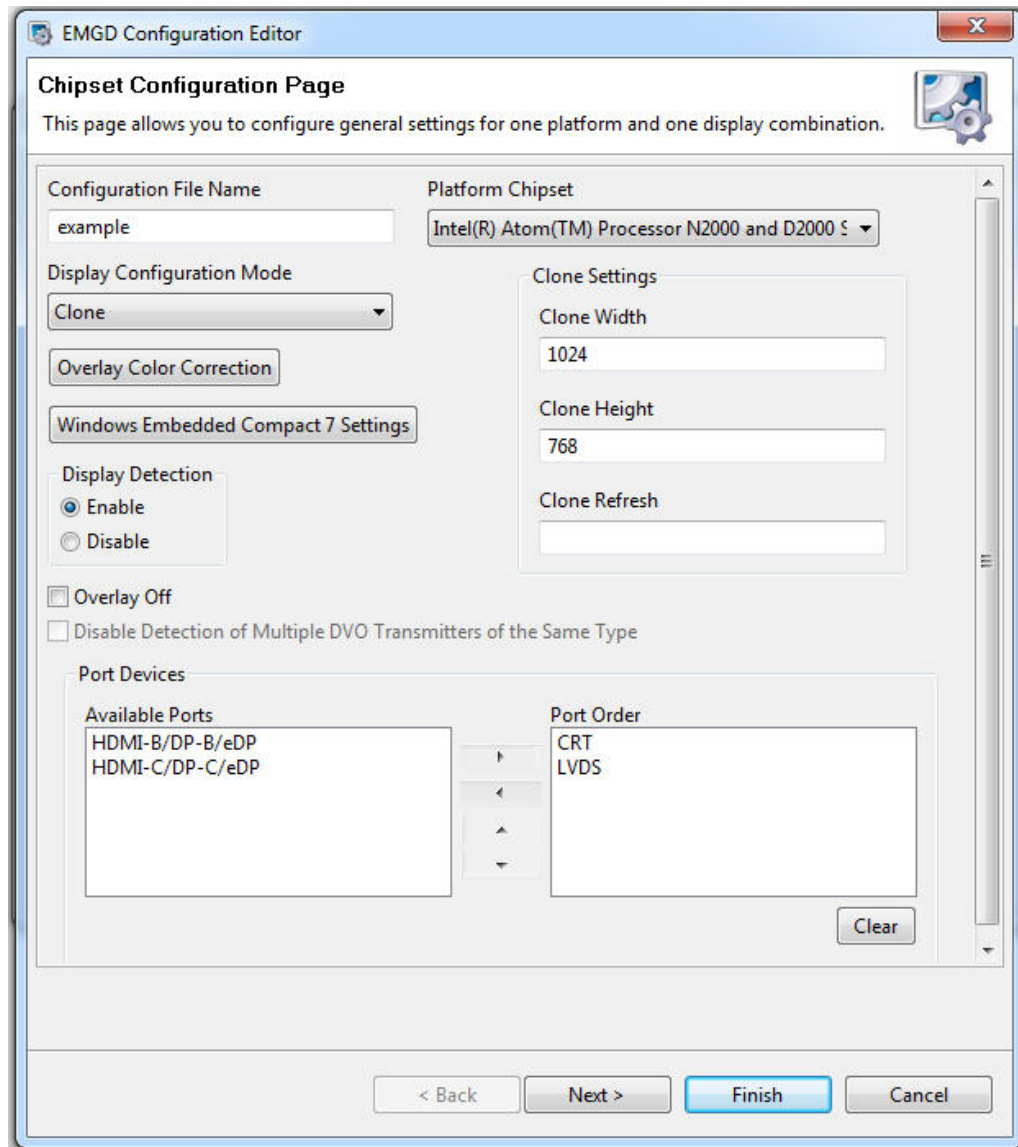 EMGD Configuration Editor
Chipset Configuration Page
This page allows you to configure general settings for one platform and one display combination.
Configuration File Name
Platform Chipset
example
Intel(R) Atom(TM) Processor N2000 and D2000 S
Display Configuration Mode
Clone
Clone Settings
Clone Width
1024
Overlay Color Correction
Clone Height
768
Windows Embedded Compact 7 Settings
Display Detection
Enable
Disable
Clone Refresh
Overlay Off
Disable Detection of Multiple DVO Transmitters of the Same Type
Port Devices
Available Ports
HDMI-B/DP-B/eDP
HDMI-C/DP-C/eDP
Port Order
CRT
LVDS
Clear
< Back
Next >
Finish
Cancel